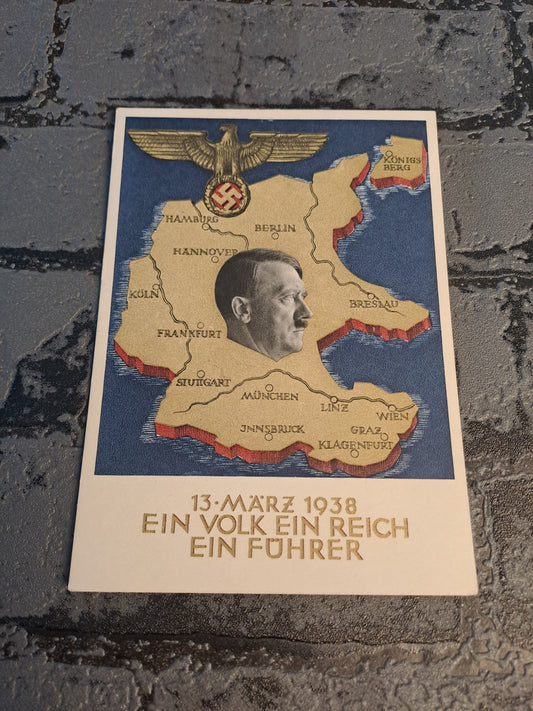 KÖNIGS
BERG
HAMBURG
BERLIN
HANNOVER
KÖLN
BRESLAU
FRANKFURT
STUTTGART
MÜNCHEN
LINZ
WIEN
INNSBRUCK
GRAZ
KLAGENFURT
13·MÄRZ 1938
EIN VOLK EIN REICH
EIN FÜHRER